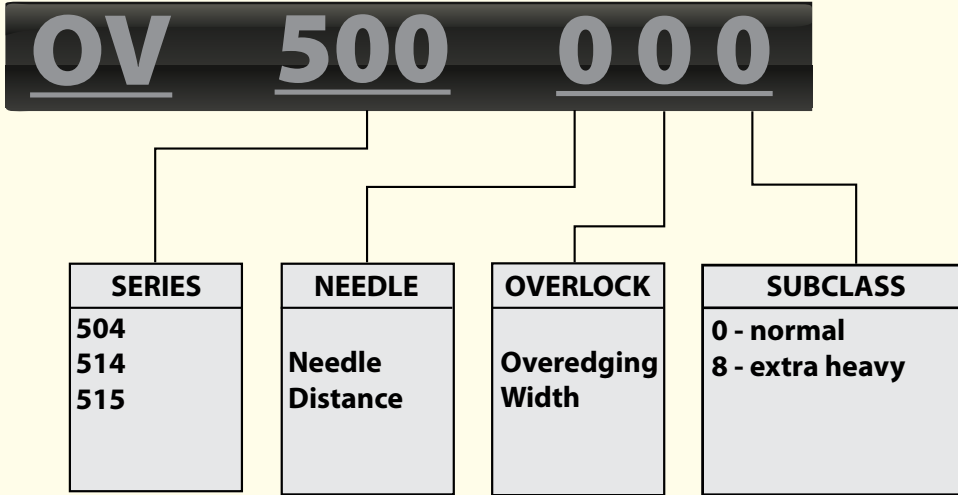 OV 500 0 0 0
SERIES
504
514
515
NEEDLE
Needle
Distance
OVERLOCK
Overedging
Width
SUBCLASS
0 - normal
8 - extra heavy